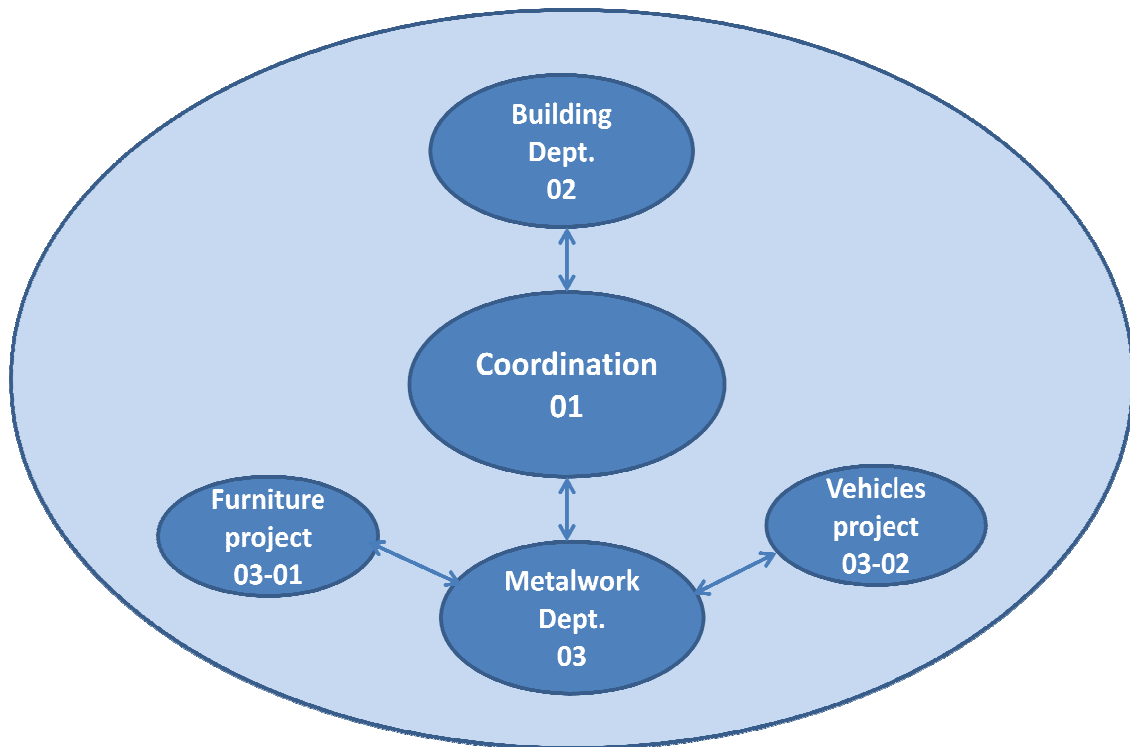 Building
Dept.
02
Coordination
01
Furniture
project
03-01
Vehicles
project
03-02
Metalwork
Dept.
03